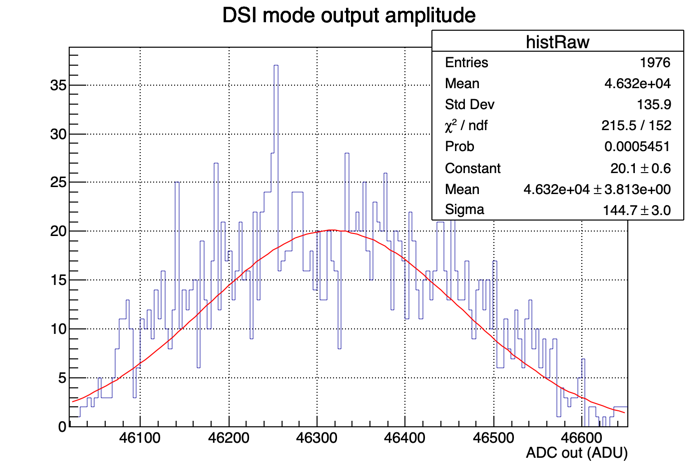 DSI mode output amplitude
histRaw
Entries 1976
Mean 4.632e+04
Std Dev 135.9
χ² / ndf 215.5 / 152
Prob 0.0005451
Constant 20.1 ± 0.6
Mean 4.632e+04 ± 3.813e+00
Sigma 144.7 ± 3.0
35
30
25
20
15
10
5
0
46100 46200 46300 46400 46500 46600
ADC out (ADU)